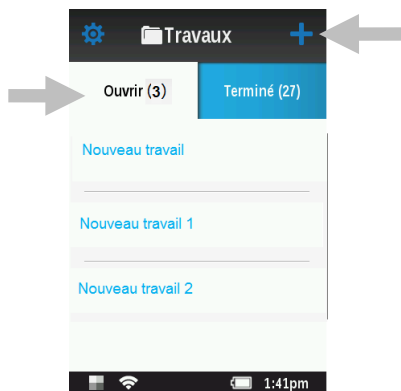 Travaux
Ouvrir (3) Terminé (27)
Nouveau travail
Nouveau travail 1
Nouveau travail 2
1:41pm